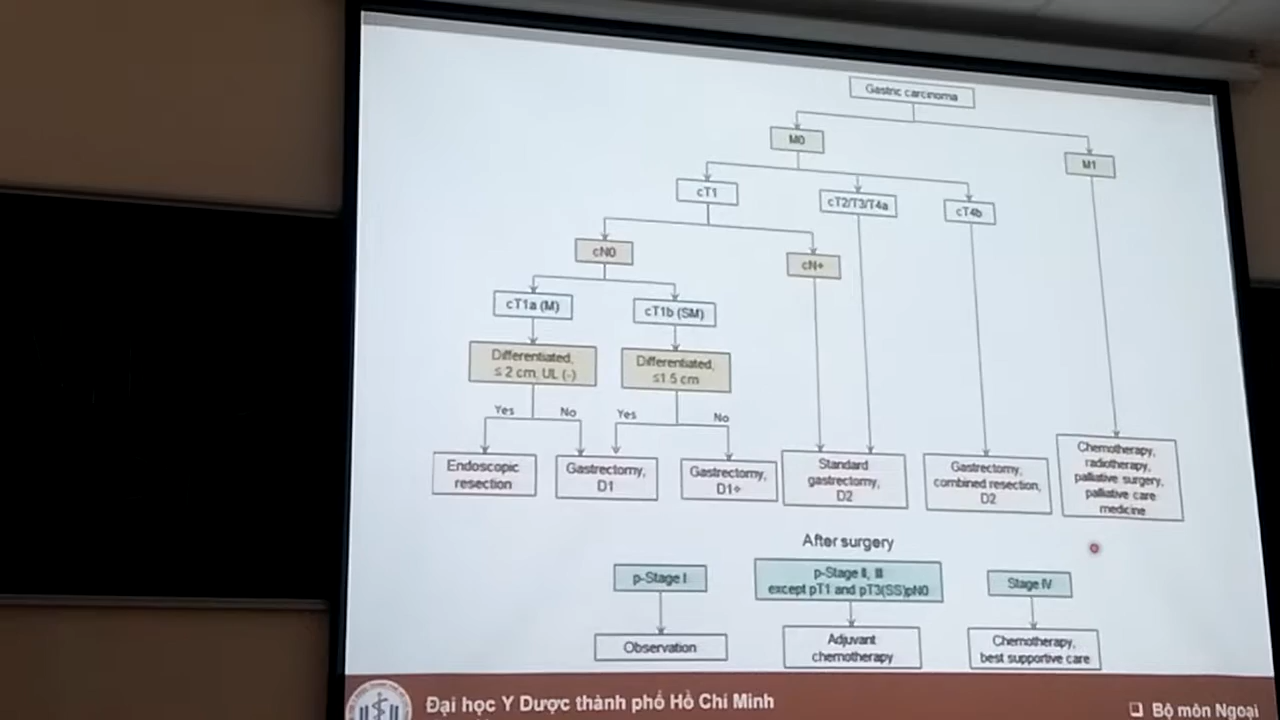 Gastric carcinoma
M0
M1
cT1
cT2/T3/T4a
cT4b
cN0
cN+
cT1a (M)
cT1b (SM)
Differentiated,
≤ 2 cm, UL (-)
Differentiated,
≤1.5 cm
Yes
No
Yes
No
Endoscopic
resection
Gastrectomy,
D1
Gastrectomy,
D1+
Standard
gastrectomy,
D2
Gastrectomy,
combined resection,
D2
Chemotherapy,
radiotherapy,
palliative surgery,
palliative care
medicine
After surgery
p-Stage I
p-Stage II, III
except pT1 and pT3(SS)pN0
Stage IV
Observation
Adjuvant
chemotherapy
Chemotherapy,
best supportive care
Đại học Y Dược thành phố Hồ Chí Minh
Bộ môn Ngoại